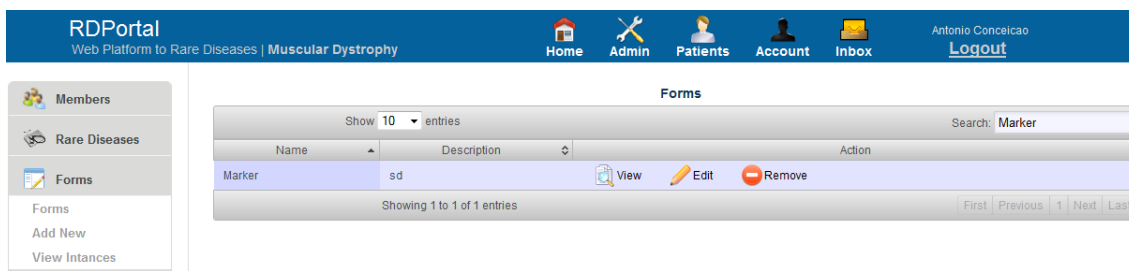 RDPortal
Web Platform to Rare Diseases | Muscular Dystrophy
Home Admin Patients Account Inbox
Antonio Conceicao
Logout
Members
Rare Diseases
Forms
Forms
Add New
View Intances
Forms
Show 10 entries Search: Marker
Name Description Action
Marker sd View Edit Remove
Showing 1 to 1 of 1 entries First Previous 1 Next Last